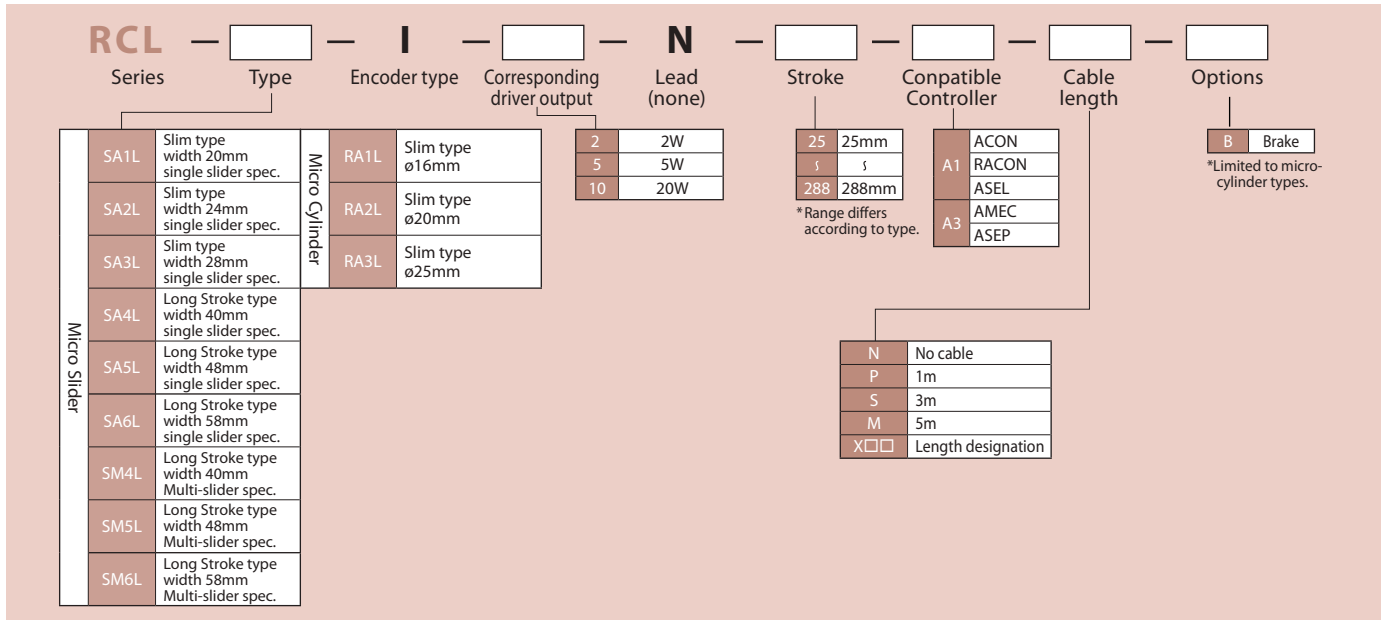 RCL — — I — — N — — — —
Series Type Encoder type Corresponding driver output Lead (none) Stroke Conpatible Controller Cable length Options
Micro Slider
SA1L Slim type
width 20mm
single slider spec.
SA2L Slim type
width 24mm
single slider spec.
SA3L Slim type
width 28mm
single slider spec.
SA4L Long Stroke type
width 40mm
single slider spec.
SA5L Long Stroke type
width 48mm
single slider spec.
SA6L Long Stroke type
width 58mm
single slider spec.
SM4L Long Stroke type
width 40mm
Multi-slider spec.
SM5L Long Stroke type
width 48mm
Multi-slider spec.
SM6L Long Stroke type
width 58mm
Multi-slider spec.
Micro Cylinder
RA1L Slim type
ø16mm
RA2L Slim type
ø20mm
RA3L Slim type
ø25mm
2 2W
5 5W
10 20W
25 25mm
∫ ∫
288 288mm
*Range differs
according to type.
A1 ACON
RACON
ASEL
A3 AMEC
ASEP
N No cable
P 1m
S 3m
M 5m
X□□ Length designation
B Brake
*Limited to micro-
cylinder types.